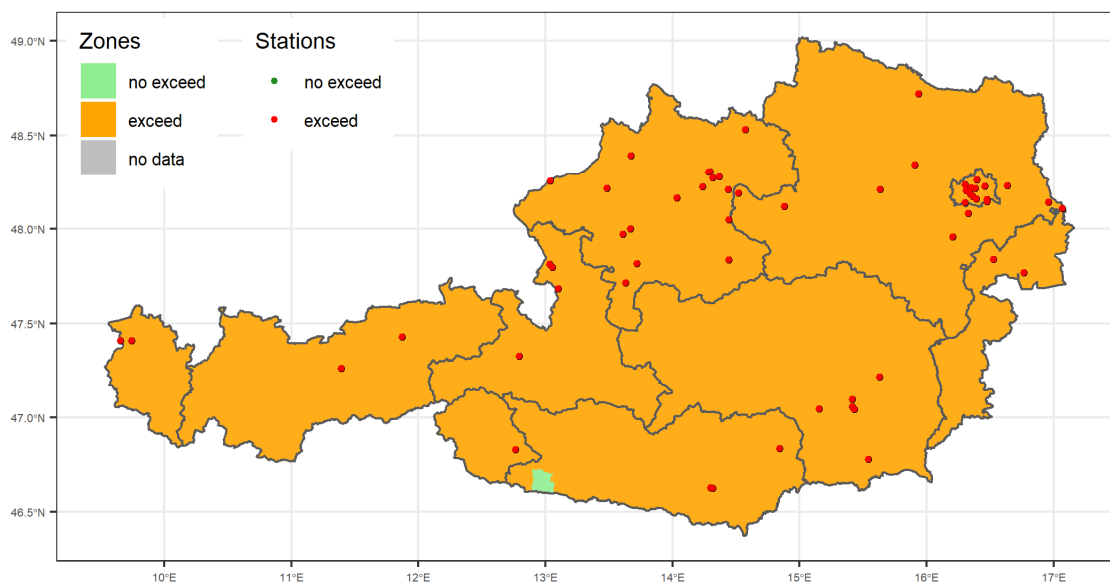 Zones
no exceed
exceed
no data
Stations
no exceed
exceed
49.0°N
48.5°N
48.0°N
47.5°N
47.0°N
46.5°N
10°E 11°E 12°E 13°E 14°E 15°E 16°E 17°E